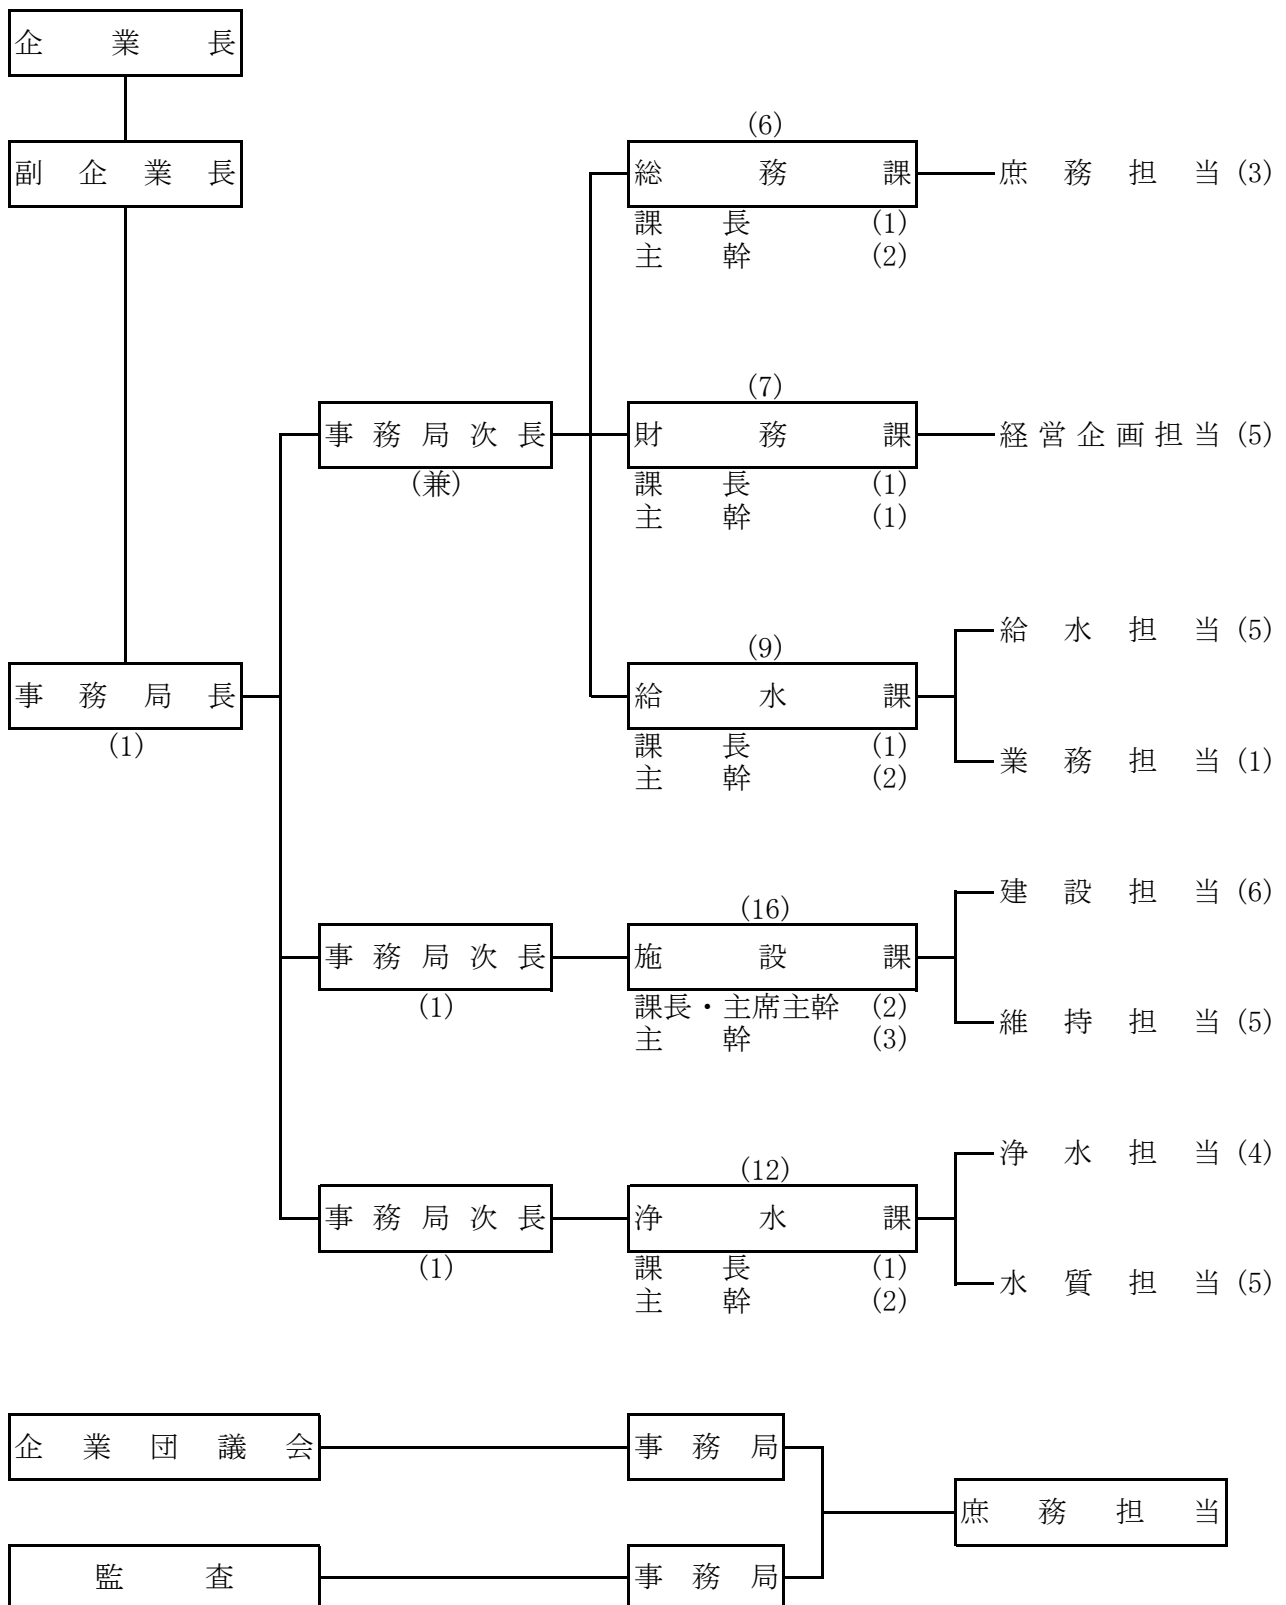 企業長
副企業長
(6)
総務課
庶務担当(3)
課長(1)
主幹(2)
(7)
事務局次長
(兼)
財務課
経営企画担当(5)
課長(1)
主幹(1)
給水担当(5)
(9)
事務局長
(1)
給水課
課長(1)
主幹(2)
業務担当(1)
建設担当(6)
(16)
事務局次長
(1)
施設課
課長・主席主幹(2)
主幹(3)
維持担当(5)
浄水担当(4)
(12)
事務局次長
(1)
浄水課
課長(1)
主幹(2)
水質担当(5)
企業団議会
事務局
庶務担当
監査
事務局